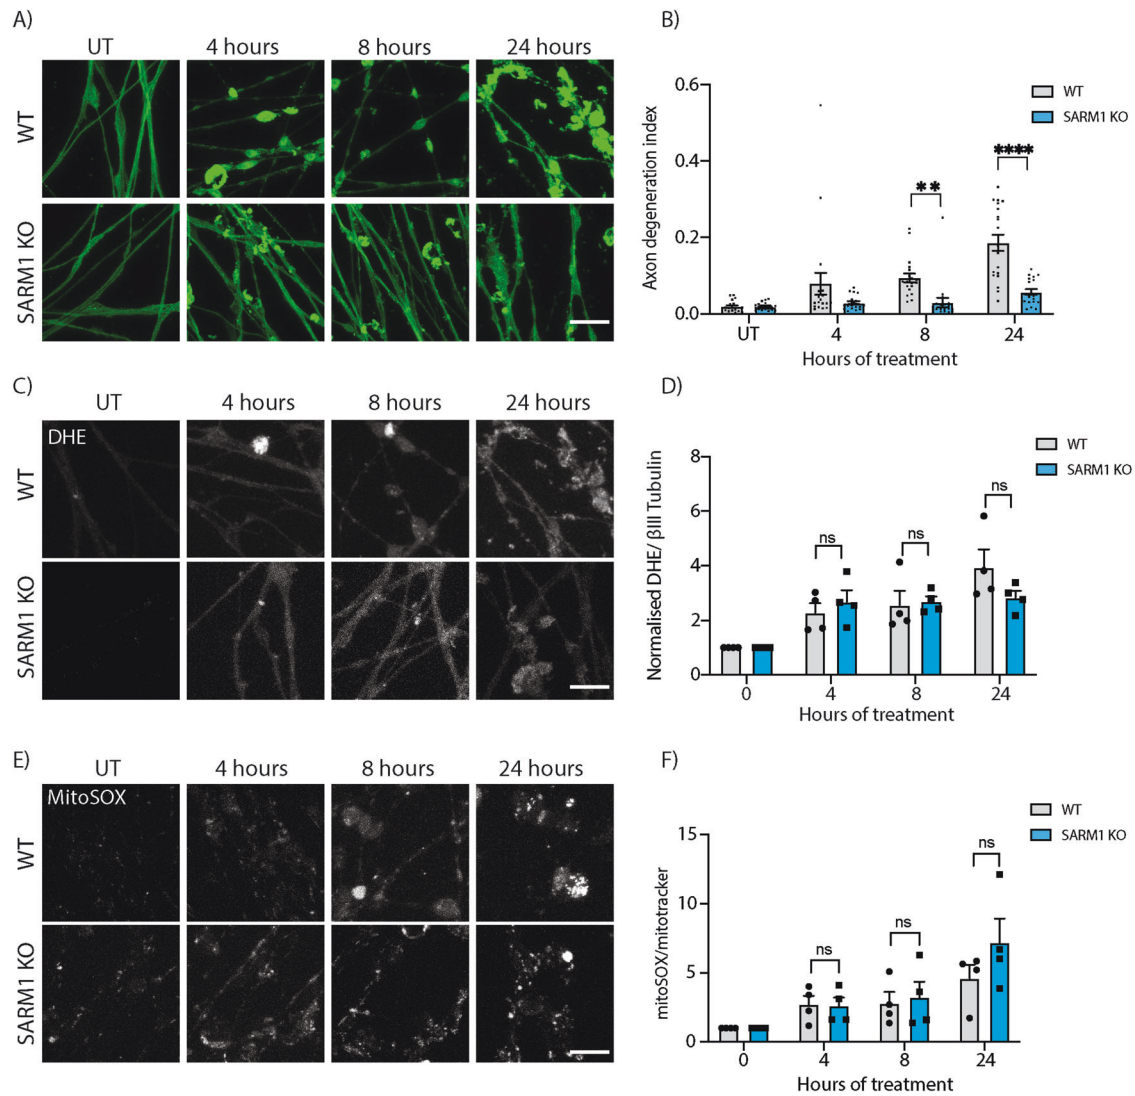 A)
UT
4 hours
8 hours
24 hours
WT
SARM1 KO
B)
0.6
0.4
0.2
0.0
Axon degeneration index
WT
SARM1 KO
**
****
UT
4
8
24
Hours of treatment
C)
UT
4 hours
8 hours
24 hours
DHE
WT
SARM1 KO
D)
8
6
4
2
0
Normalised DHE/ βIII Tubulin
WT
SARM1 KO
ns
ns
ns
0
4
8
24
Hours of treatment
E)
UT
4 hours
8 hours
24 hours
MitoSOX
WT
SARM1 KO
F)
15
10
5
0
mitoSOX/mitotracker
WT
SARM1 KO
ns
ns
ns
0
4
8
24
Hours of treatment